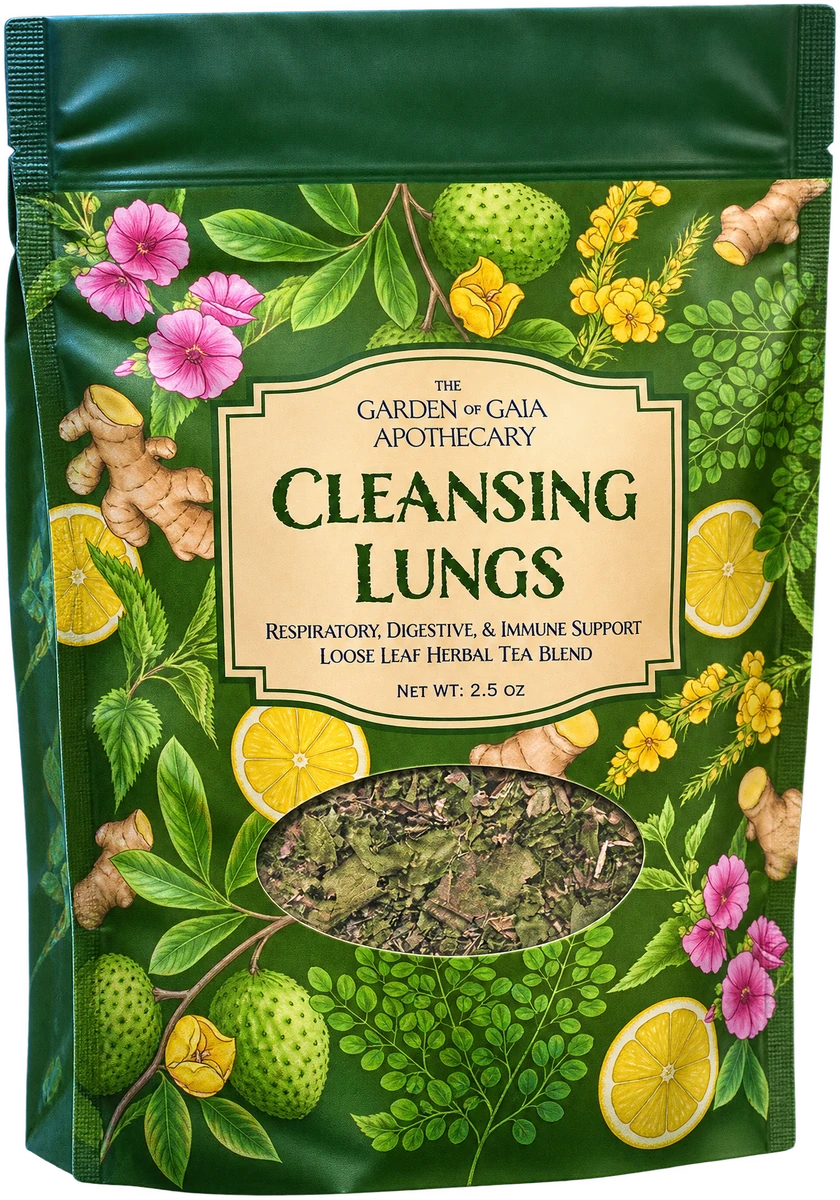 THE
GARDEN OF GAIA
APOTHECARY
CLEANSING
LUNGS
RESPIRATORY, DIGESTIVE, & IMMUNE SUPPORT
LOOSE LEAF HERBAL TEA BLEND
NET WT: 2.5 OZ